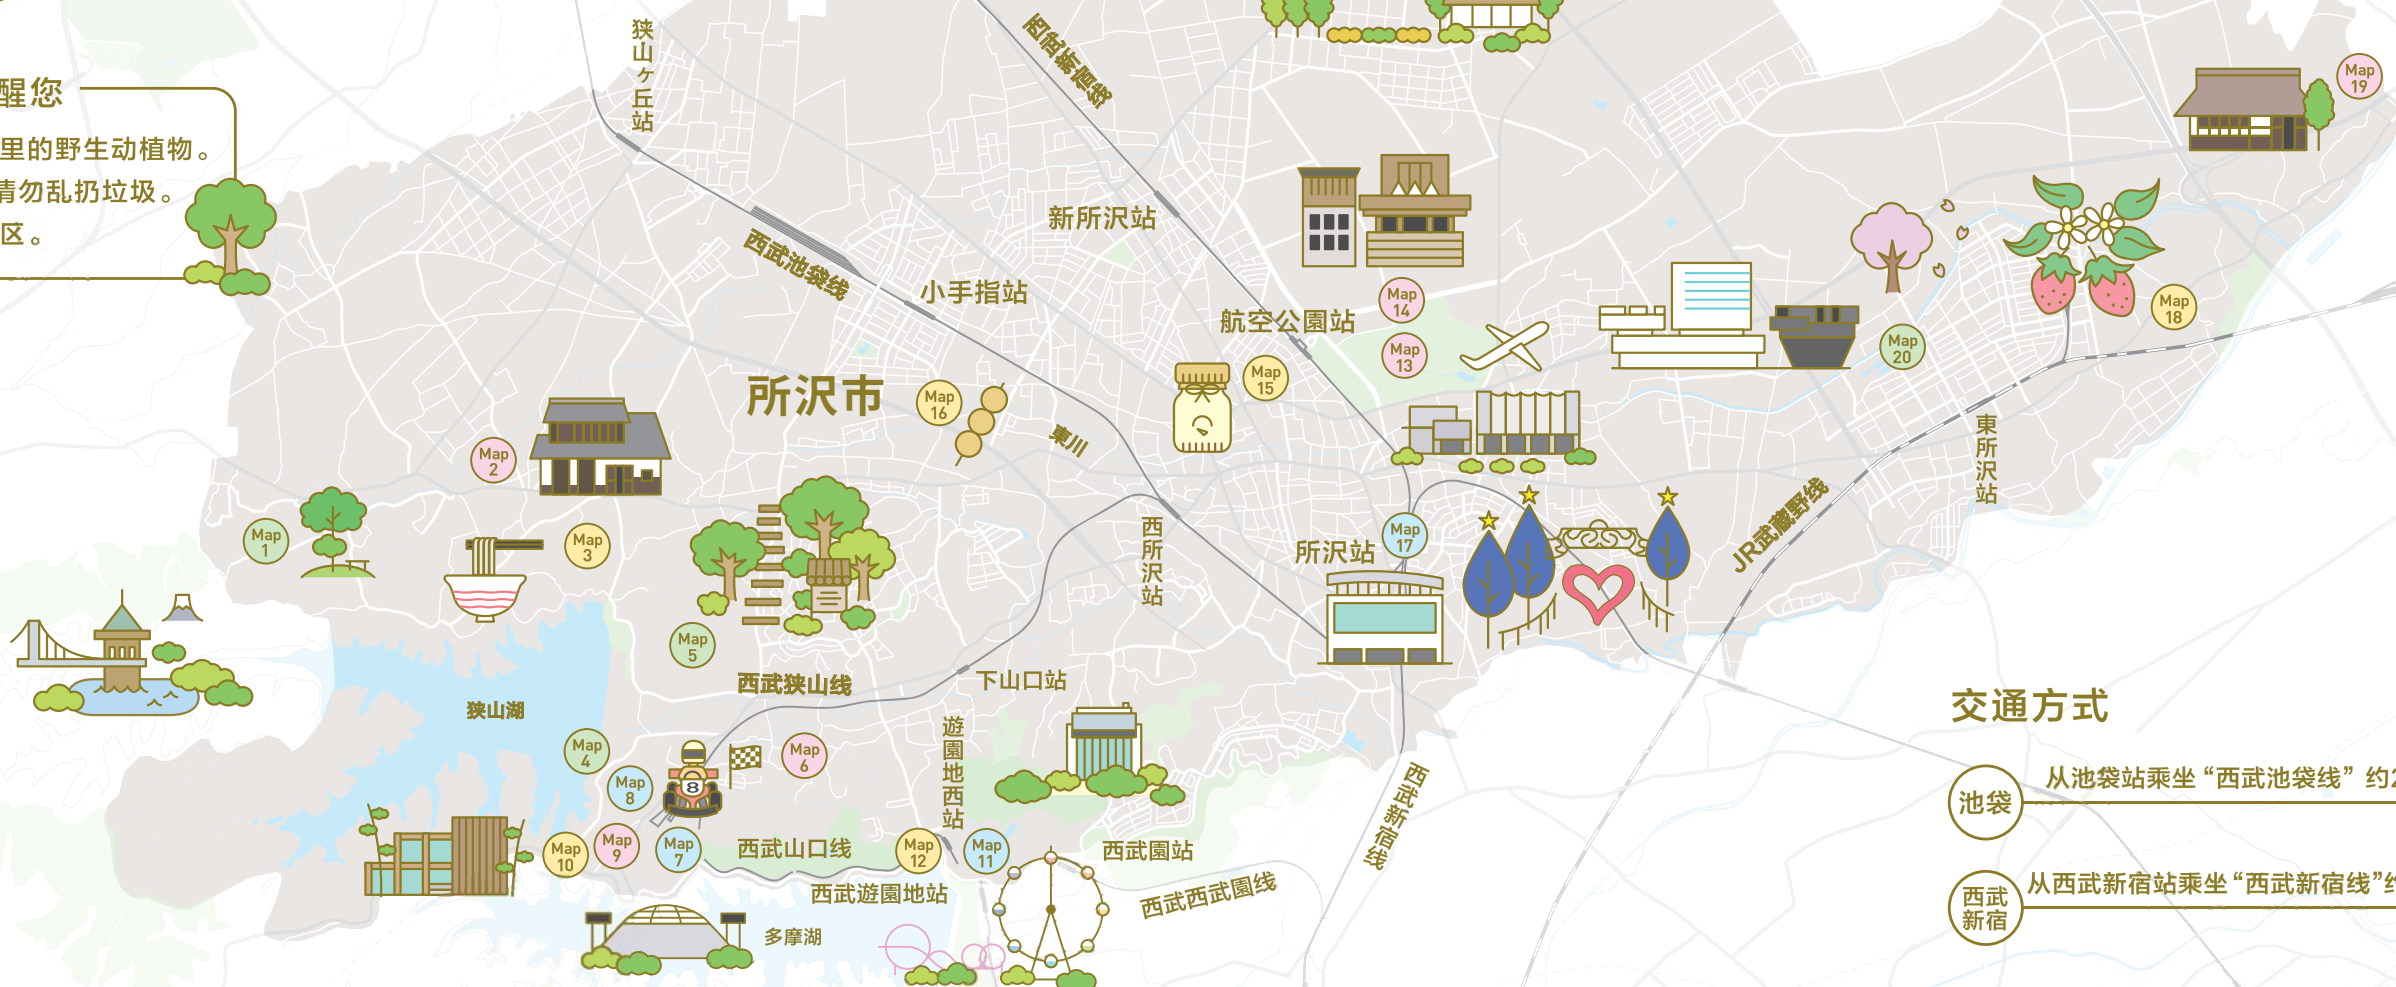 醒您
里的野生动植物。
请勿乱扔垃圾。
区。
狭山ヶ丘站
西武新宿线
Map
19
新所沢站
西武池袋线
小手指站
航空公園站
Map
14
Map
13
Map
18
Map
20
所沢市
Map
16
Map
15
東川
東所沢站
Map
2
Map
1
Map
3
西所沢站
所沢站
Map
17
JR武蔵野线
Map
5
西武狭山线
下山口站
狭山湖
遊園地西站
Map
4
Map
6
Map
8
8
西武新宿线
Map
10
Map
9
Map
7
西武山口线
Map
12
Map
11
西武園站
西武遊園地站
西武西武園线
多摩湖
交通方式
池袋
从池袋站乘坐“西武池袋线”约2
西武
新宿
从西武新宿站乘坐“西武新宿线”约